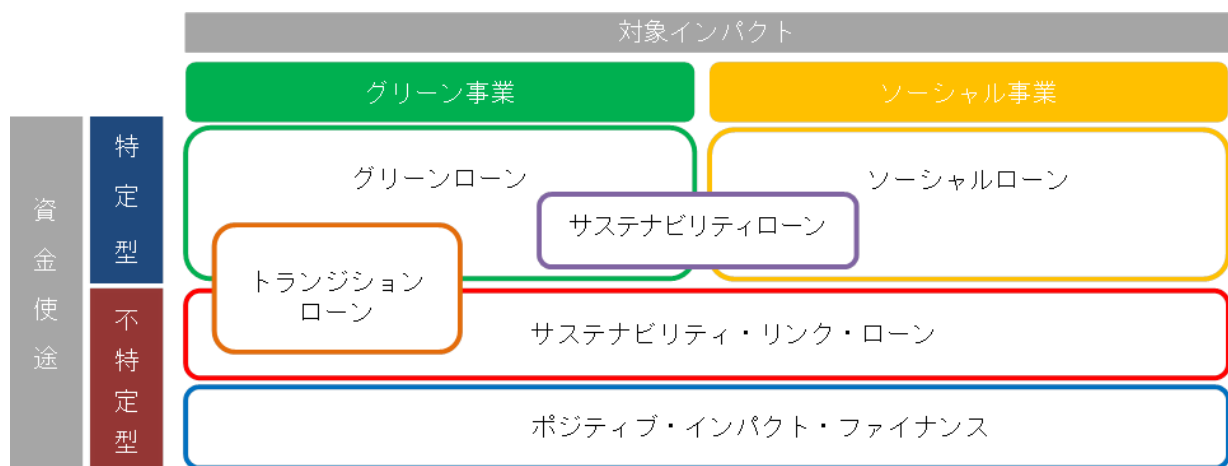 対象インパクト
グリーン事業
ソーシャル事業
資金使途
特定型
グリーンローン
ソーシャルローン
サステナビリティローン
トランジション
ローン
不特定型
サステナビリティ・リンク・ローン
ポジティブ・インパクト・ファイナンス